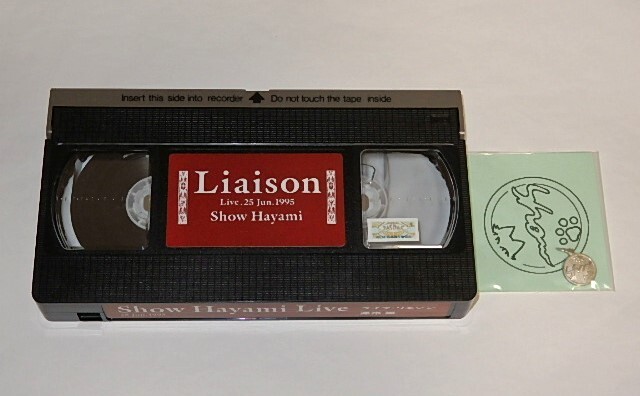 Insert this side into recorder Do not touch the tape inside
Liaison
Live.25 Jun.1995
Show Hayami
Show
Show Hayami Live